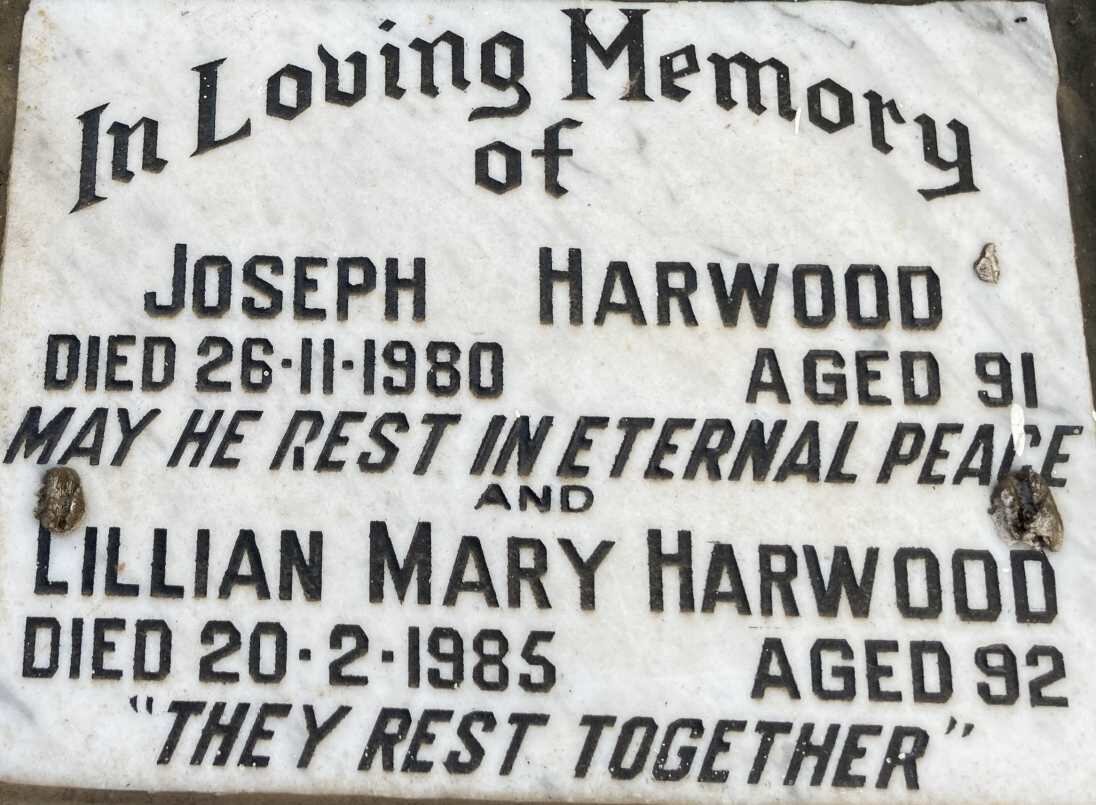 In Loving Memory
of
JOSEPH HARWOOD
DIED 26·11·1980 AGED 91
MAY HE REST IN ETERNAL PEACE
AND
LILLIAN MARY HARWOOD
DIED 20·2·1985 AGED 92
"THEY REST TOGETHER"